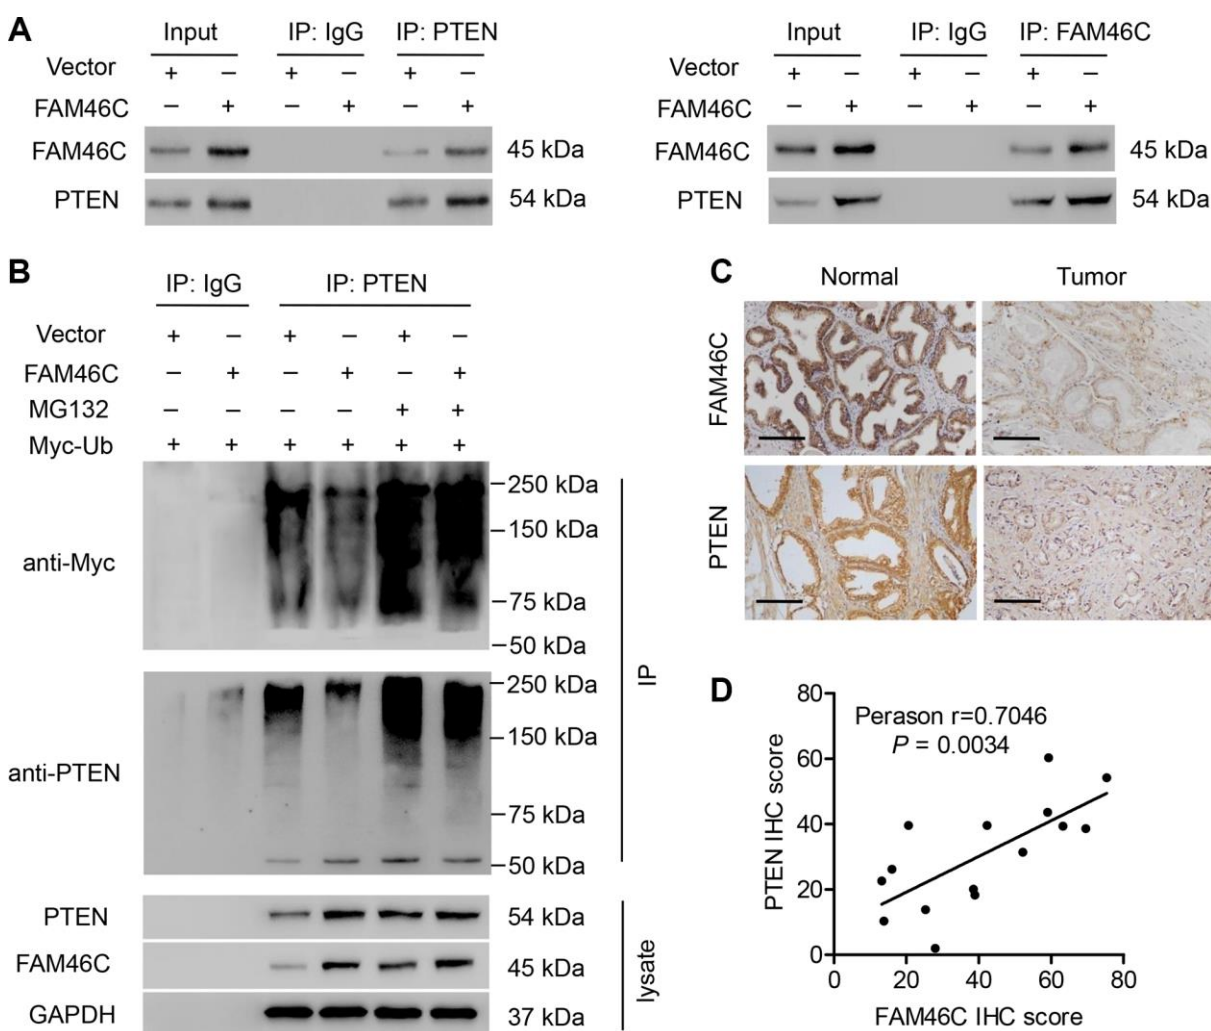 A
Input IP: IgG IP: PTEN
Vector + – + – + –
FAM46C – + – + – +
FAM46C 45 kDa
PTEN 54 kDa
Input IP: IgG IP: FAM46C
Vector + – + – + –
FAM46C – + – + – +
FAM46C 45 kDa
PTEN 54 kDa
B
IP: IgG IP: PTEN
Vector + – + – + –
FAM46C – + – + – +
MG132 – – – – + +
Myc-Ub + + + + + +
anti-Myc
250 kDa
150 kDa
75 kDa
50 kDa
anti-PTEN
250 kDa
150 kDa
75 kDa
50 kDa
IP
PTEN 54 kDa
FAM46C 45 kDa
GAPDH 37 kDa
lysate
C
Normal Tumor
FAM46C
PTEN
D
Perason r=0.7046
P = 0.0034
PTEN IHC score
80
60
40
20
0
0 20 40 60 80
FAM46C IHC score